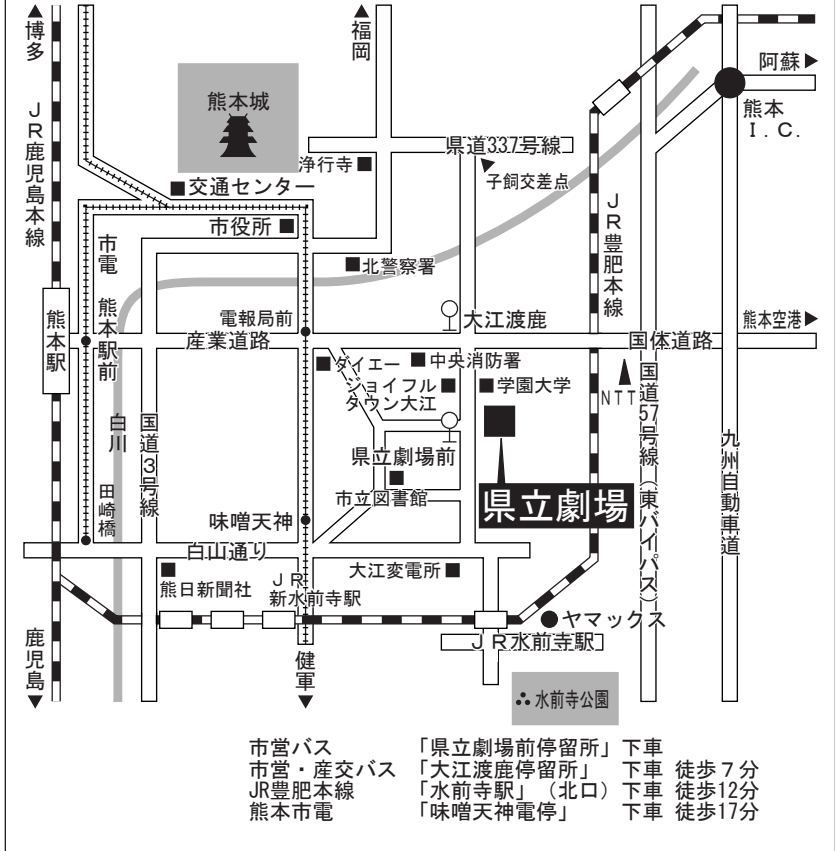 ▲博多
▲福岡
阿蘇▶
熊本城
熊本
I.C.
JR鹿児島本線
県道337号線
浄行寺■
子飼交差点
■交通センター
JR豊肥本線
市役所■
市電
■北警察署
熊本駅
熊本駅前
電報局前
大江渡鹿
熊本空港▶
産業道路
国体道路
■ダイエー
■中央消防署
ジョイフル■
タウン大江
■学園大学
NTT
国道57号線(東バイパス)
白川
国道3号線
九州自動車道
県立劇場前
市立図書館
県立劇場
田崎橋
味噌天神
白山通り
熊日新聞社
JR
新水前寺駅
大江変電所■
ヤマックス
JR水前寺駅
鹿児島▼
健軍▼
水前寺公園
市営バス 「県立劇場前停留所」下車
市営・産交バス 「大江渡鹿停留所」 下車 徒歩7分
JR豊肥本線 「水前寺駅」(北口)下車 徒歩12分
熊本市電 「味噌天神電停」 下車 徒歩17分